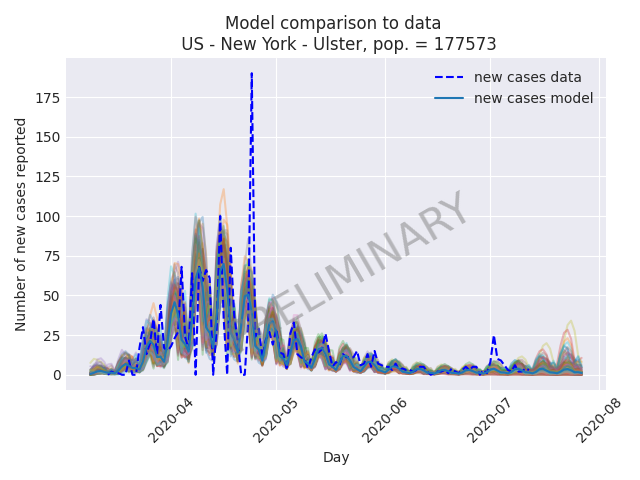 Model comparison to data
US - New York - Ulster, pop. = 177573
new cases data
new cases model
Number of new cases reported
175
150
125
100
75
50
25
0
PRELIMINARY
2020-04
2020-05
2020-06
2020-07
2020-08
Day